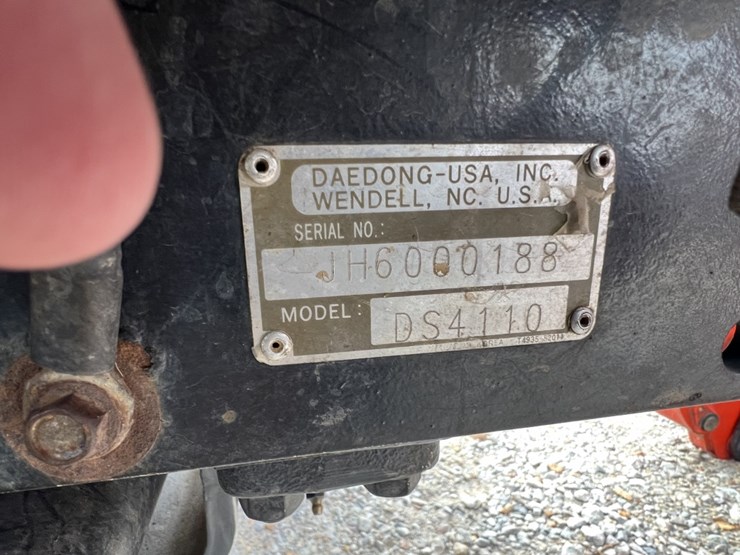 DAEDONG-USA, INC.
WENDELL, NC. U.S.A.
SERIAL NO.:
JH6000188
MODEL: DS4110